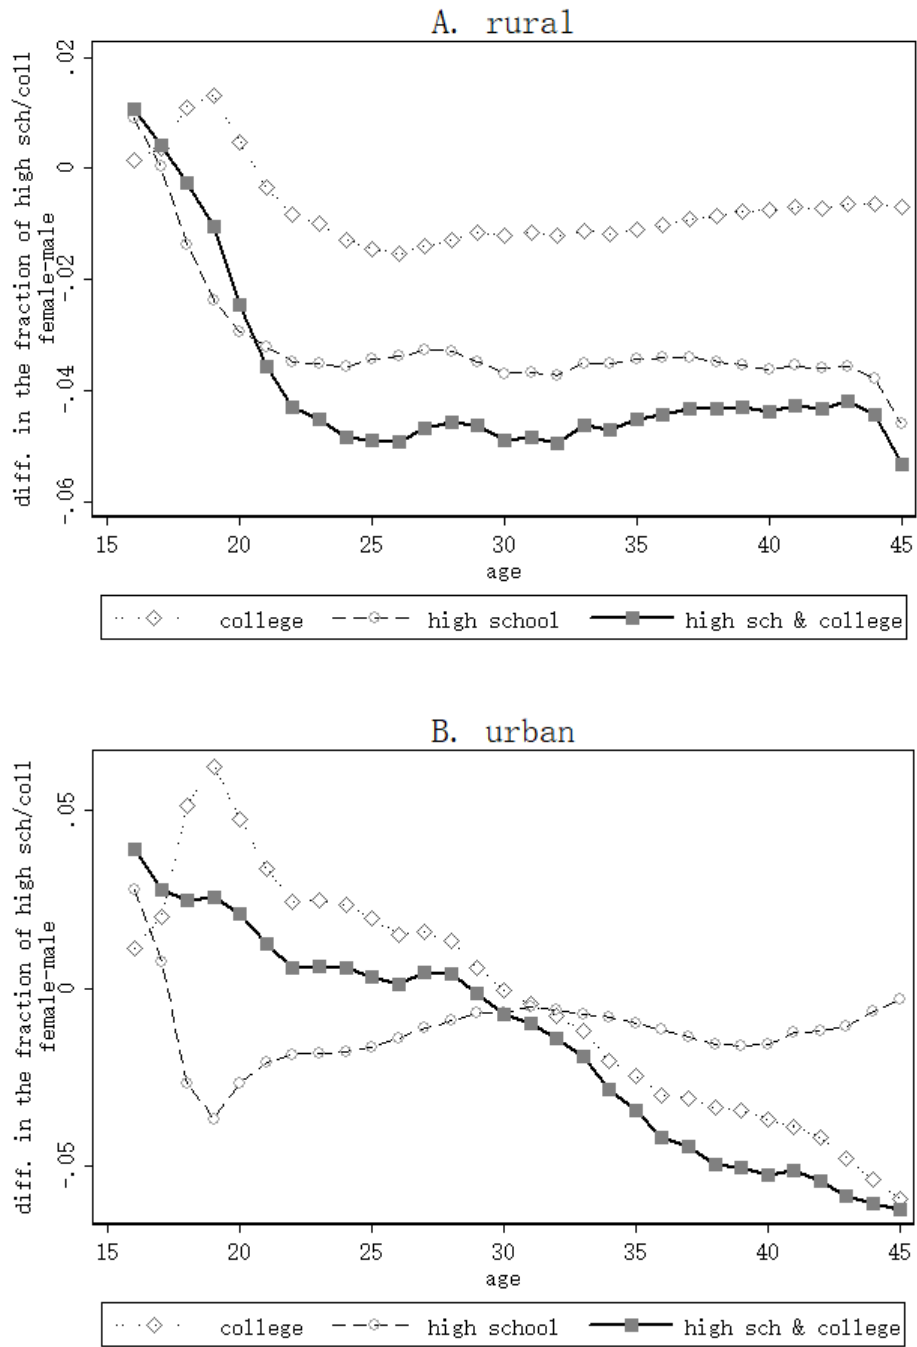 A. rural
diff. in the fraction of high sch/coll
female-male
.02
0
-.02
-.04
-.06
15 20 25 30 35 40 45
age
college high school high sch & college
B. urban
diff. in the fraction of high sch/coll
female-male
.05
0
-.05
15 20 25 30 35 40 45
age
college high school high sch & college